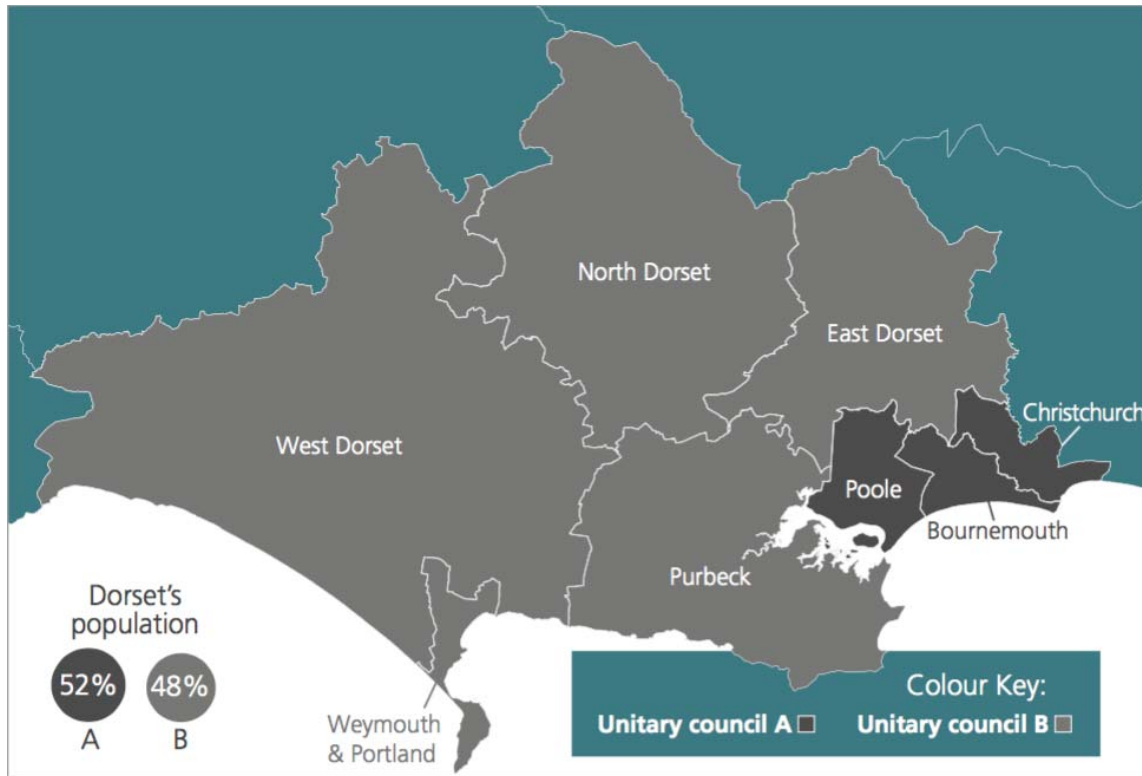 North Dorset
East Dorset
Christchurch
West Dorset
Poole
Bournemouth
Purbeck
Dorset's
population
52%
48%
A
B
Weymouth
& Portland
Colour Key:
Unitary council A
Unitary council B